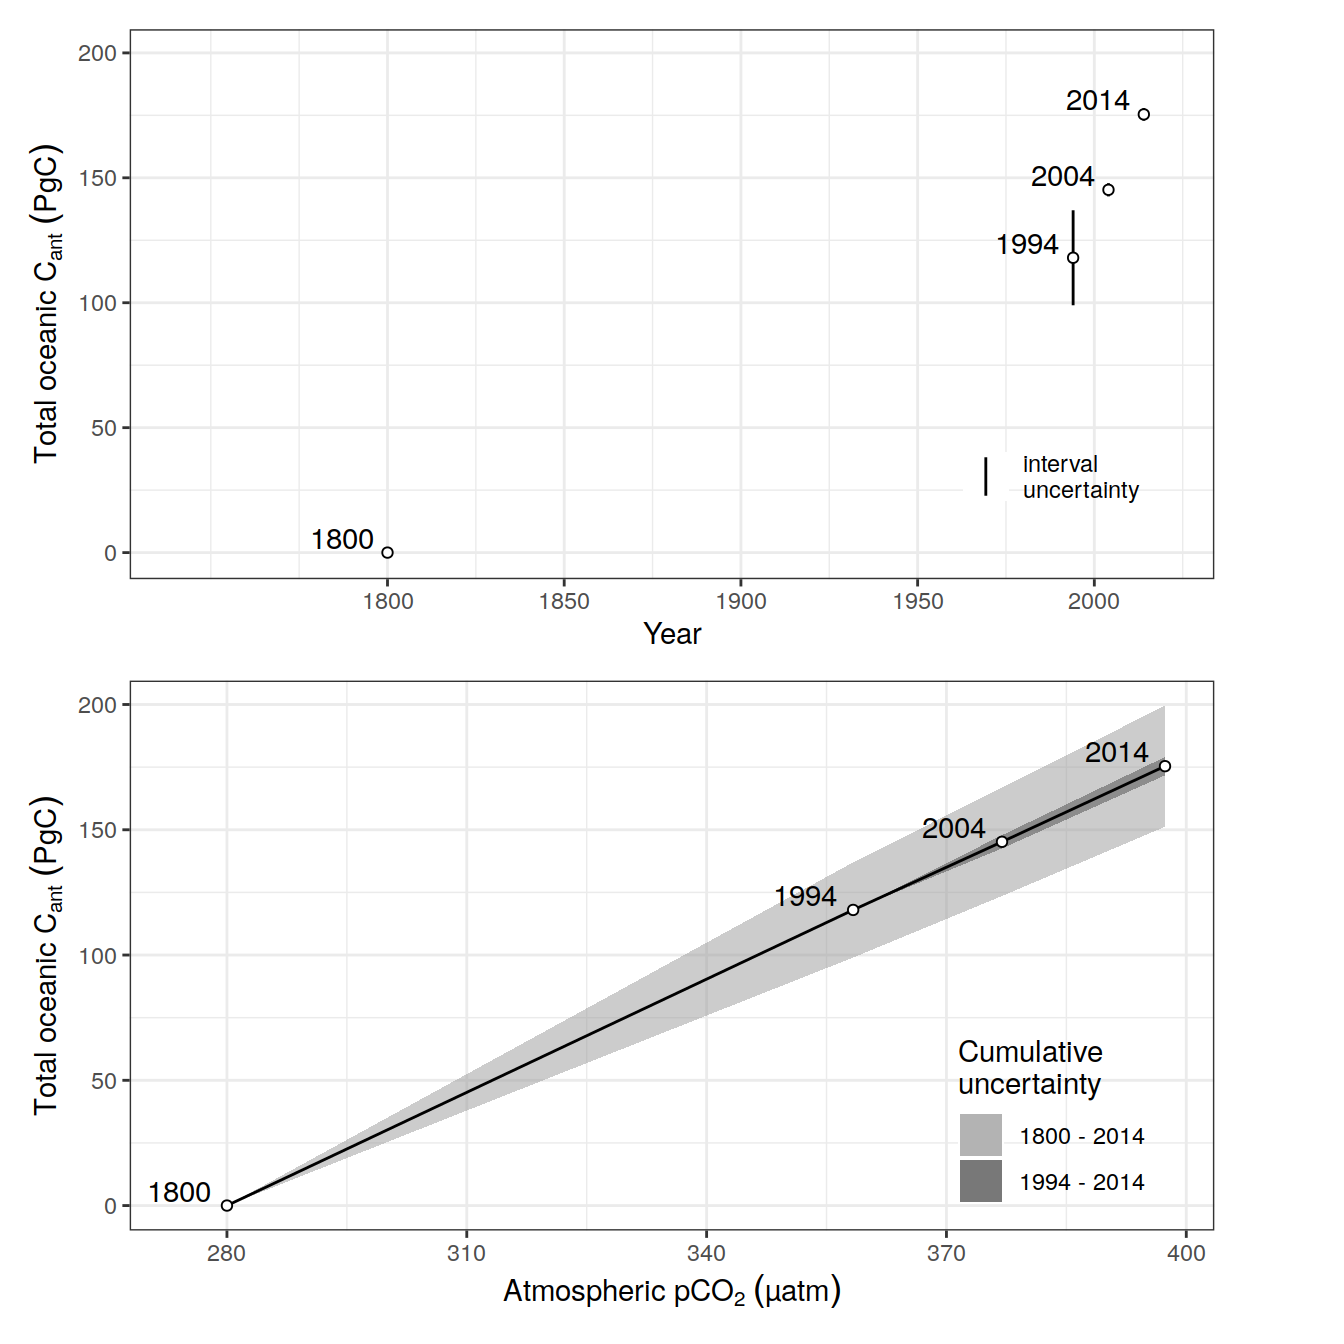 200
150
100
50
0
Total oceanic Cant (PgC)
2014
2004
1994
1800
interval
uncertainty
1800 1850 1900 1950 2000
Year
200
150
100
50
0
Total oceanic Cant (PgC)
2014
2004
1994
1800
Cumulative
uncertainty
1800 - 2014
1994 - 2014
280 310 340 370 400
Atmospheric pCO2 (µatm)